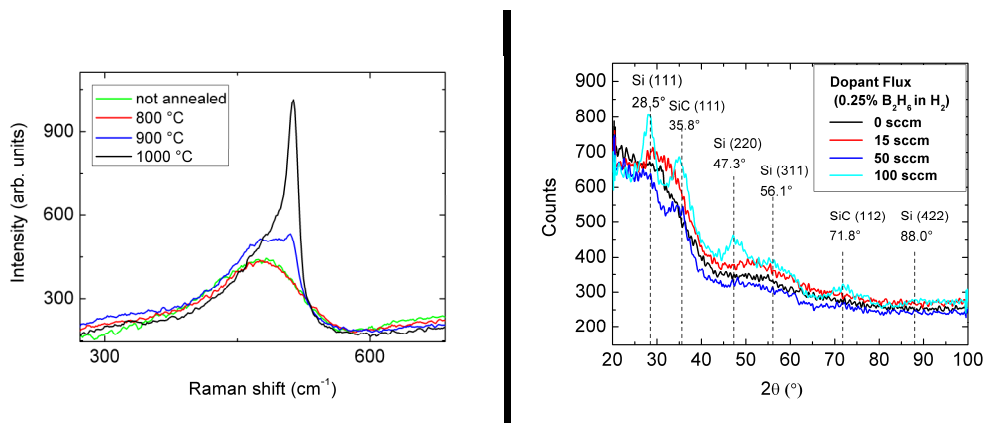 not annealed
800 °C
900 °C
1000 °C
900
600
300
300
600
Intensity (arb. units)
Raman shift (cm⁻¹)
Si (111)
28.5°
SiC (111)
35.8°
Si (220)
47.3°
Si (311)
56.1°
SiC (112)
71.8°
Si (422)
88.0°
Dopant Flux
(0.25% B₂H₆ in H₂)
0 sccm
15 sccm
50 sccm
100 sccm
900
800
700
600
500
400
300
200
20
30
40
50
60
70
80
90
100
Counts
2θ (°)